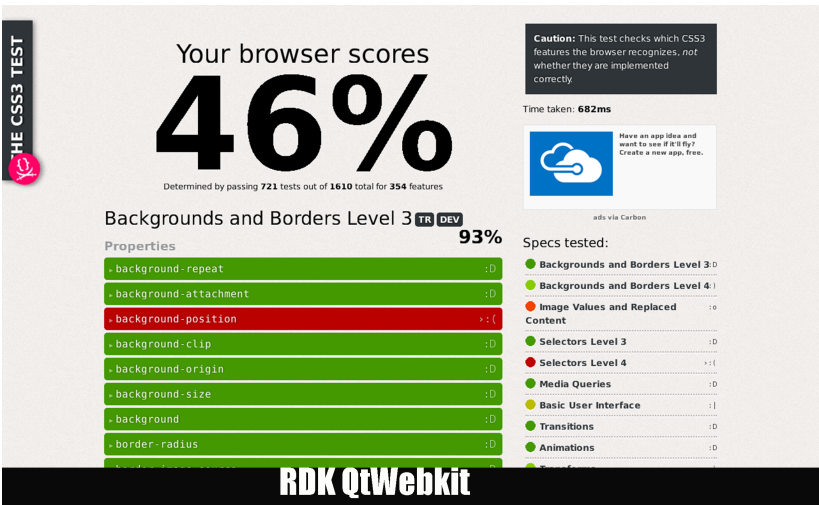 THE CSS3 TEST
Your browser scores
46%
Determined by passing 721 tests out of 1610 total for 354 features
Backgrounds and Borders Level 3 TR DEV
93%
Properties
▸background-repeat :D
▸background-attachment :D
▸background-position ›:(
▸background-clip :D
▸background-origin :D
▸background-size :D
▸background :D
▸border-radius :D
Caution: This test checks which CSS3
features the browser recognizes, not
whether they are implemented
correctly.
Time taken: 682ms
Have an app idea and
want to see if it'll fly?
Create a new app, free.
ads via Carbon
Specs tested:
Backgrounds and Borders Level 3 :D
Backgrounds and Borders Level 4 :)
Image Values and Replaced :o
Content
Selectors Level 3 :D
Selectors Level 4 ›:(
Media Queries :D
Basic User Interface :|
Transitions :D
Animations :D
RDK QtWebkit